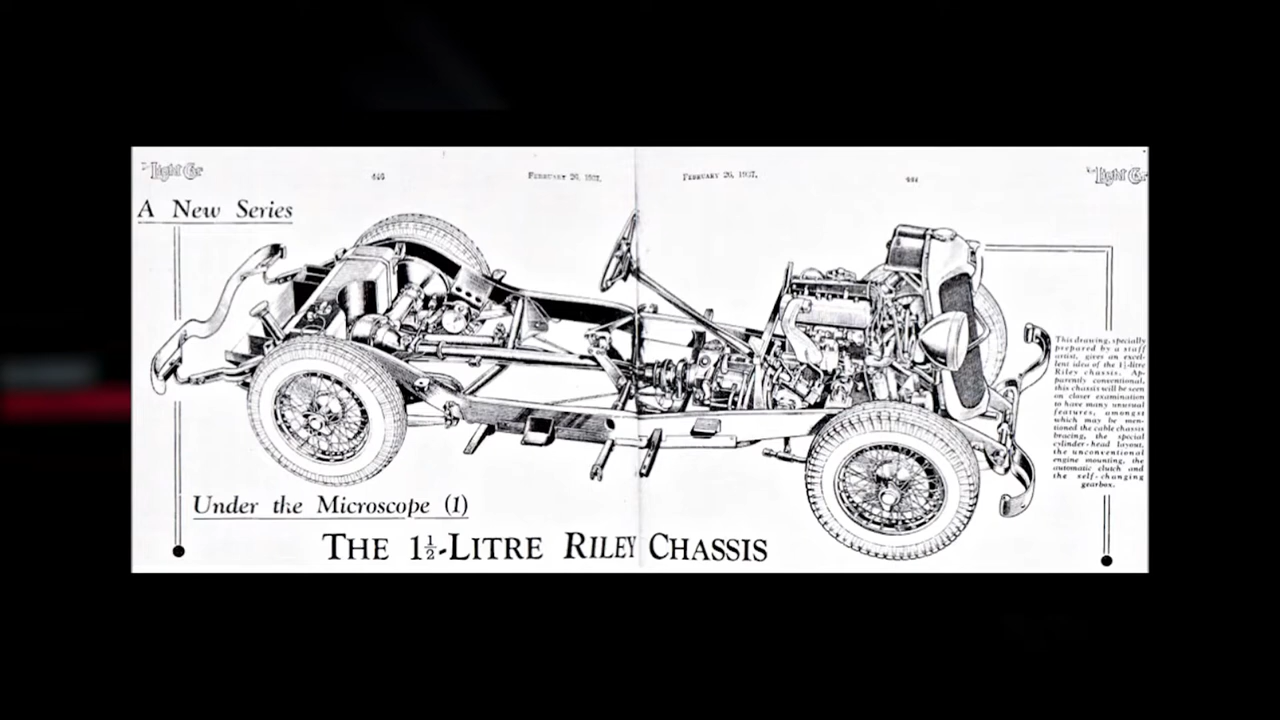 The Light Car
FEBRUARY 26, 1937.
FEBRUARY 26, 1937.
The Light Car
A New Series
This drawing, specially
prepared by a staff
artist, gives an excel-
lent idea of the 1½-litre
Riley chassis. Ap-
parently conventional,
this chassis will be seen
on closer examination
to have many unusual
features, amongst
which may be men-
tioned the cable chassis
bracing, the special
cylinder-head layout,
the unconventional
engine mounting, the
automatic clutch and
the self-changing
gearbox.
Under the Microscope (1)
THE 1½-LITRE RILEY CHASSIS